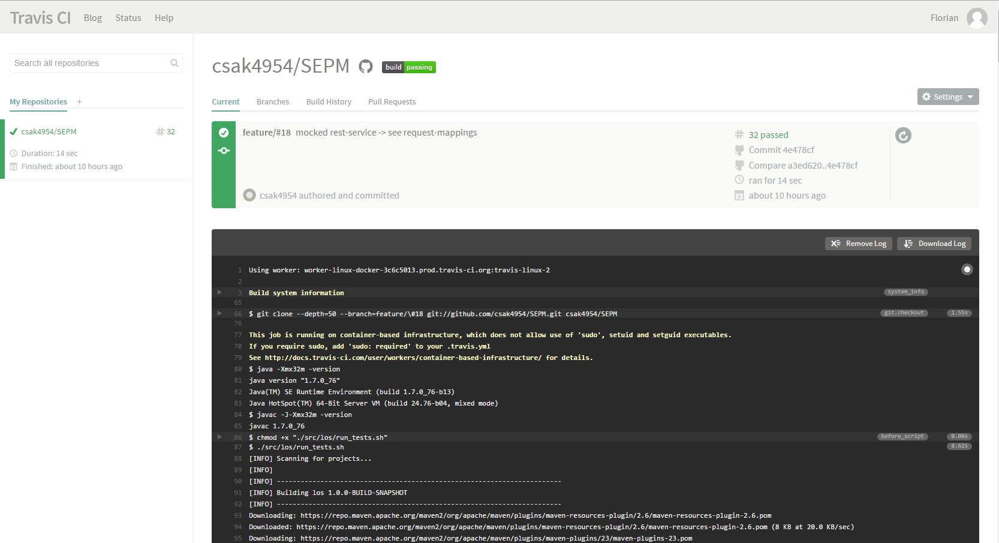 Travis CI Blog Status Help Florian
Search all repositories
My Repositories +
csak4954/SEPM # 32
Duration: 14 sec
Finished: about 10 hours ago
csak4954/SEPM build passing
Current Branches Build History Pull Requests Settings
feature/#18 mocked rest-service -> see request-mappings
32 passed
Commit 4e478cf
Compare a3ed620..4e478cf
ran for 14 sec
csak4954 authored and committed about 10 hours ago
Remove Log Download Log
1 Using worker: worker-linux-docker-3c6c5013.prod.travis-ci.org:travis-linux-2
2
3 Build system information system_info
65
66 $ git clone --depth=50 --branch=feature/\#18 git://github.com/csak4954/SEPM.git csak4954/SEPM git.checkout 1.55s
76
77 This job is running on container-based infrastructure, which does not allow use of 'sudo', setuid and setguid executables.
78 If you require sudo, add 'sudo: required' to your .travis.yml
79 See http://docs.travis-ci.com/user/workers/container-based-infrastructure/ for details.
80 $ java -Xmx32m -version
81 java version "1.7.0_76"
82 Java(TM) SE Runtime Environment (build 1.7.0_76-b13)
83 Java HotSpot(TM) 64-Bit Server VM (build 24.76-b04, mixed mode)
84 $ javac -J-Xmx32m -version
85 javac 1.7.0_76
86 $ chmod +x "./src/los/run_tests.sh" before_script 0.00s
87 $ ./src/los/run_tests.sh 8.62s
88 [INFO] Scanning for projects...
89 [INFO]
90 [INFO] ------------------------------------------------------------------------
91 [INFO] Building los 1.0.0-BUILD-SNAPSHOT
92 [INFO] ------------------------------------------------------------------------
93 Downloading: https://repo.maven.apache.org/maven2/org/apache/maven/plugins/maven-resources-plugin/2.6/maven-resources-plugin-2.6.pom
94 Downloaded: https://repo.maven.apache.org/maven2/org/apache/maven/plugins/maven-resources-plugin/2.6/maven-resources-plugin-2.6.pom (8 KB at 20.0 KB/sec)
95 Downloading: https://repo.maven.apache.org/maven2/org/apache/maven/plugins/maven-plugins/23/maven-plugins-23.pom